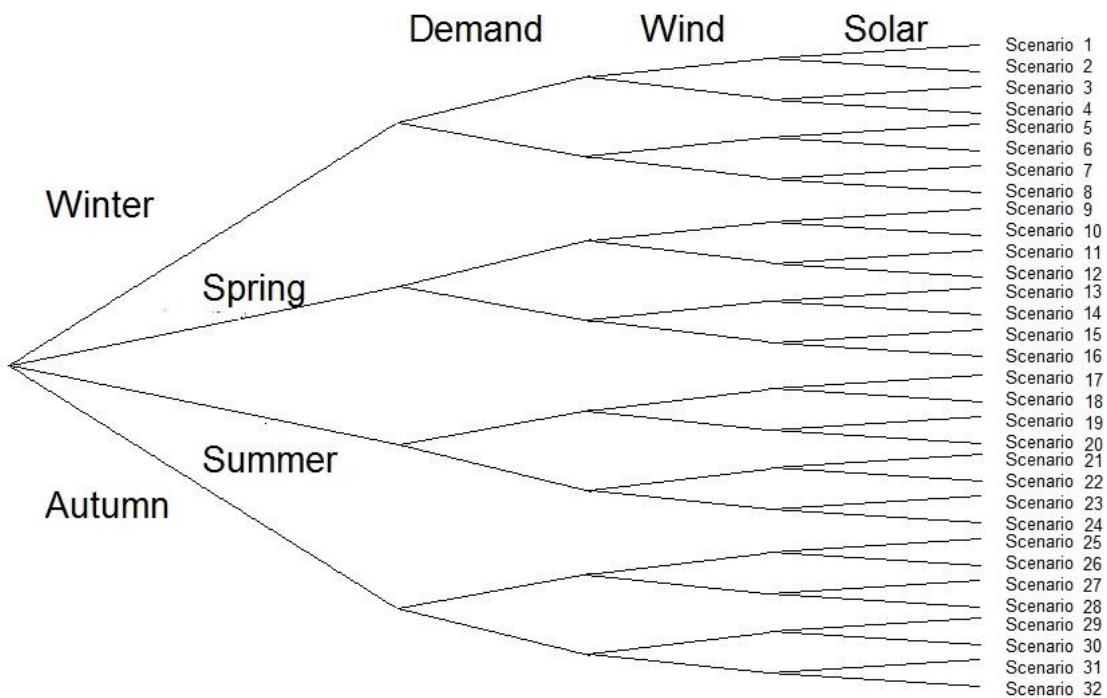 Demand Wind Solar
Scenario 1
Scenario 2
Scenario 3
Scenario 4
Scenario 5
Scenario 6
Scenario 7
Scenario 8
Winter
Scenario 9
Scenario 10
Scenario 11
Scenario 12
Spring
Scenario 13
Scenario 14
Scenario 15
Scenario 16
Scenario 17
Scenario 18
Scenario 19
Scenario 20
Summer
Scenario 21
Scenario 22
Autumn
Scenario 23
Scenario 24
Scenario 25
Scenario 26
Scenario 27
Scenario 28
Scenario 29
Scenario 30
Scenario 31
Scenario 32